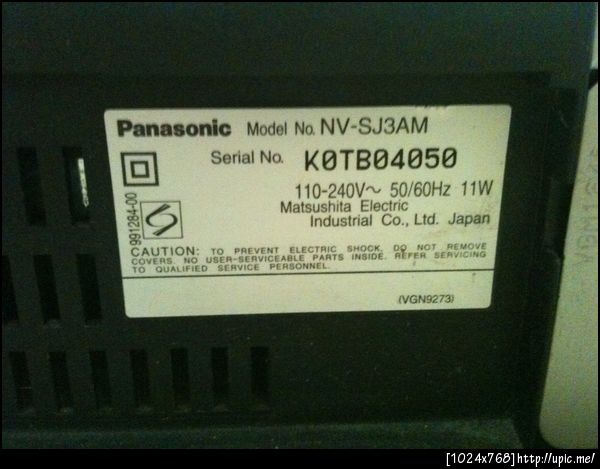 Panasonic Model No. NV-SJ3AM
Serial No. K0TB04050
110-240V~ 50/60Hz 11W
Matsushita Electric
Industrial Co., Ltd. Japan
991284-00
CAUTION: TO PREVENT ELECTRIC SHOCK, DO NOT REMOVE
COVERS. NO USER-SERVICEABLE PARTS INSIDE. REFER SERVICING
TO QUALIFIED SERVICE PERSONNEL.
(VGN9273)
[1024x768]http://upic.me/